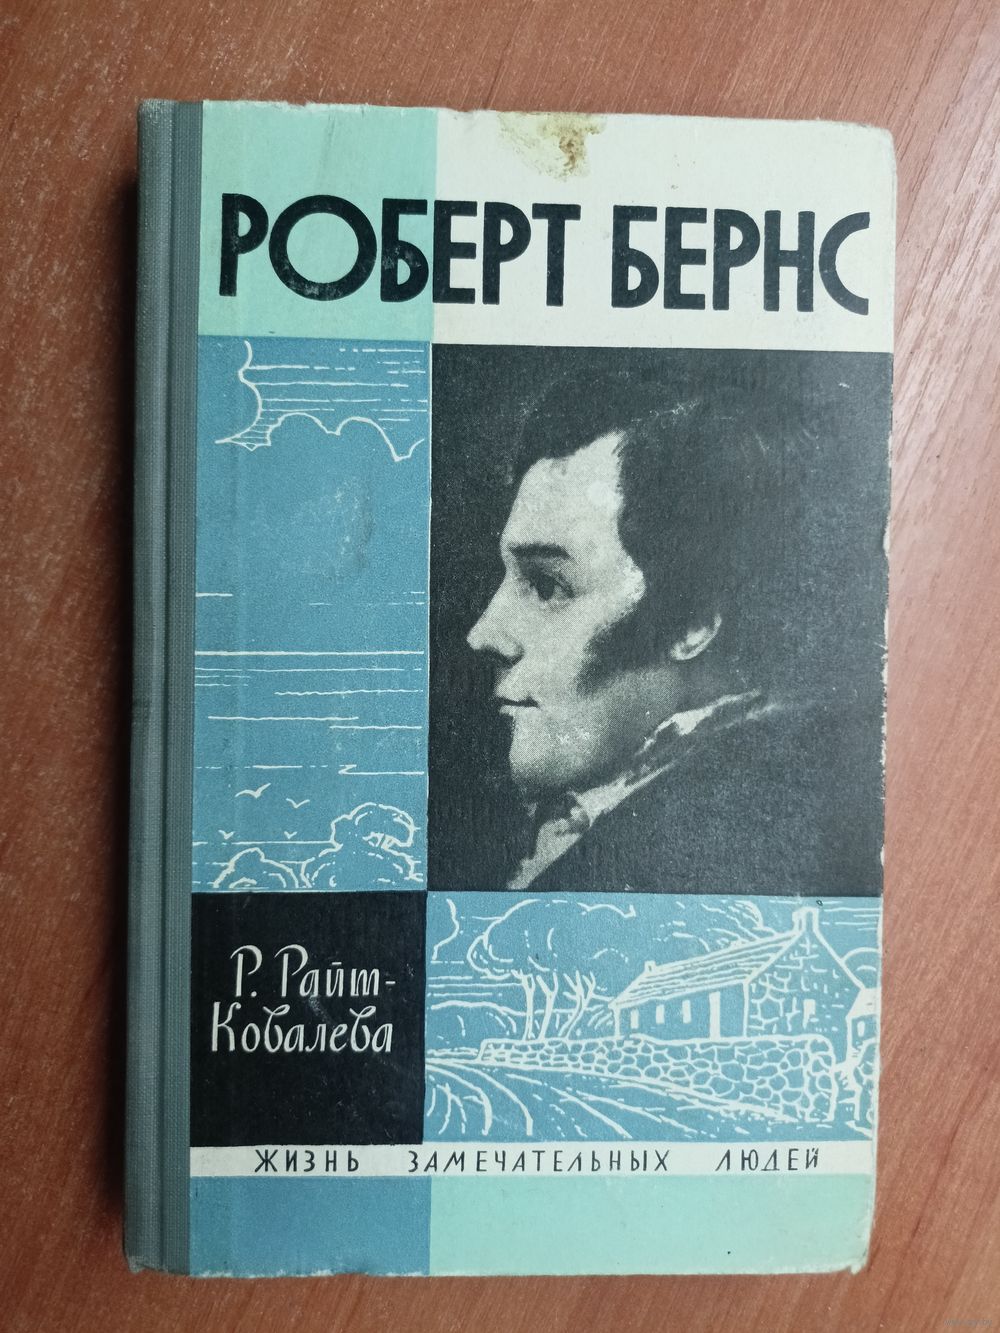 РОБЕРТ БЕРНС
Р. Райт-
Ковалева
ЖИЗНЬ ЗАМЕЧАТЕЛЬНЫХ ЛЮДЕЙ